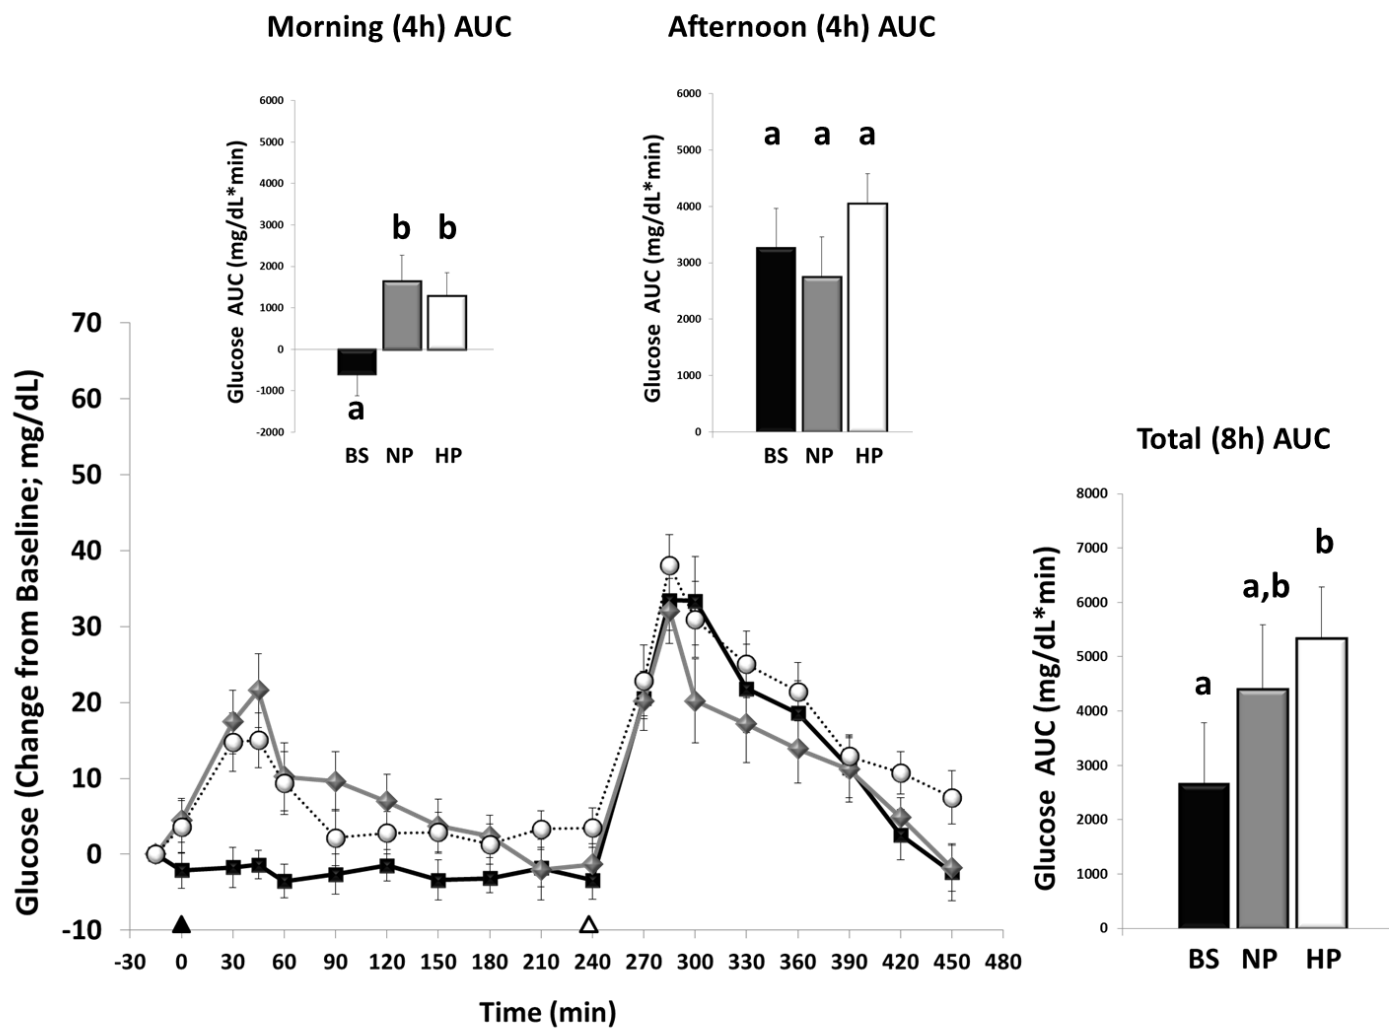 Morning (4h) AUC
Afternoon (4h) AUC
Glucose AUC (mg/dL*min)
6000
5000
4000
3000
2000
1000
0
-1000
-2000
b
b
a
BS NP HP
Glucose AUC (mg/dL*min)
6000
5000
4000
3000
2000
1000
0
a a a
BS NP HP
Total (8h) AUC
Glucose AUC (mg/dL*min)
8000
7000
6000
5000
4000
3000
2000
1000
0
a
a,b
b
BS NP HP
Glucose (Change from Baseline; mg/dL)
70
60
50
40
30
20
10
0
-10
-30 0 30 60 90 120 150 180 210 240 270 300 330 360 390 420 450 480
Time (min)